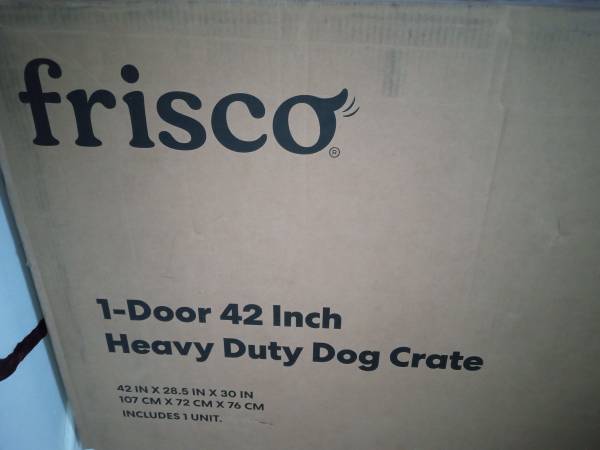 frisco®
1-Door 42 Inch
Heavy Duty Dog Crate
42 IN X 28.5 IN X 30 IN
107 CM X 72 CM X 76 CM
INCLUDES 1 UNIT.